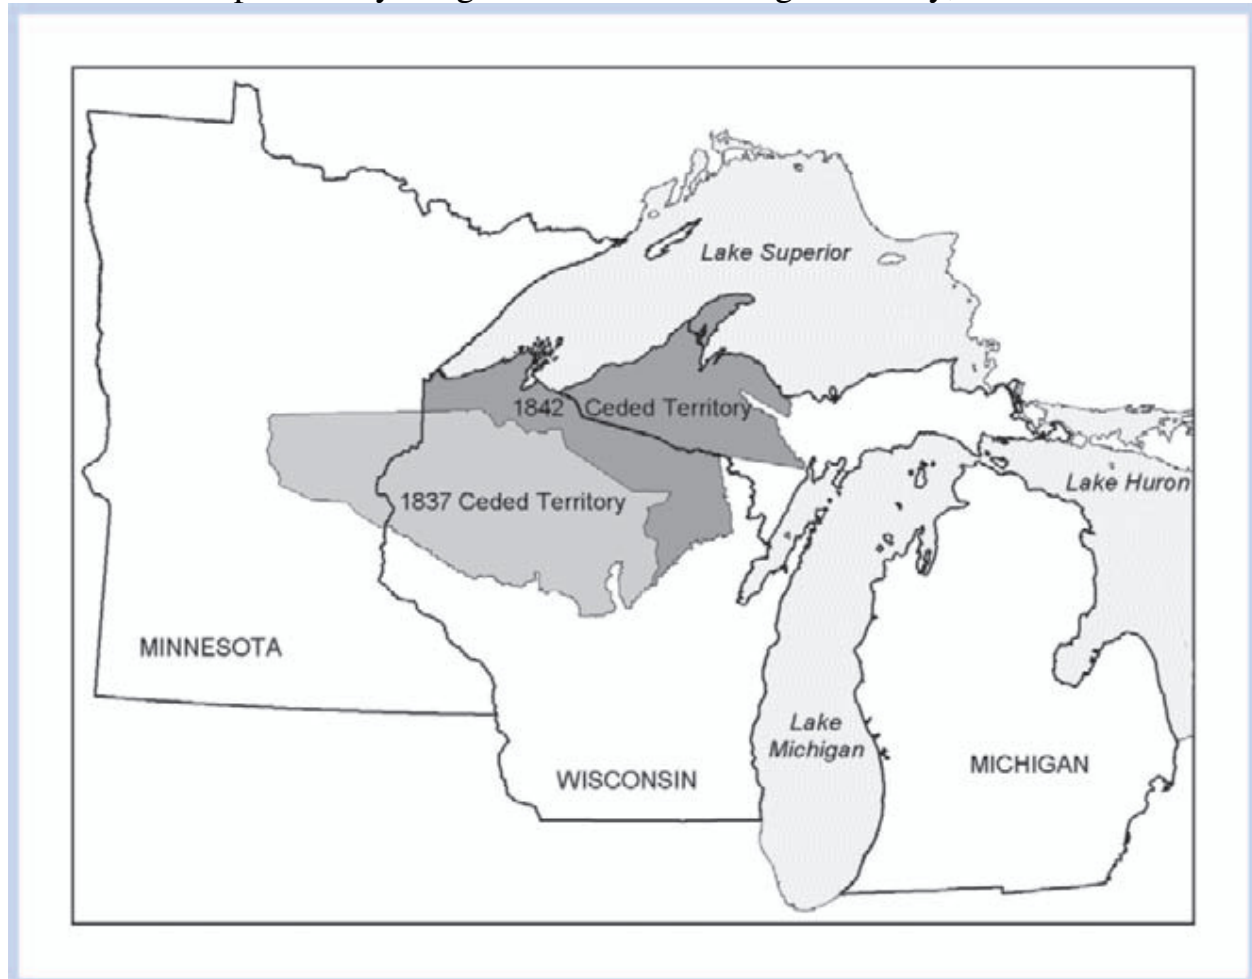 Lake Superior
1842 Ceded Territory
Lake Huron
1837 Ceded Territory
MINNESOTA
Lake
Michigan
MICHIGAN
WISCONSIN